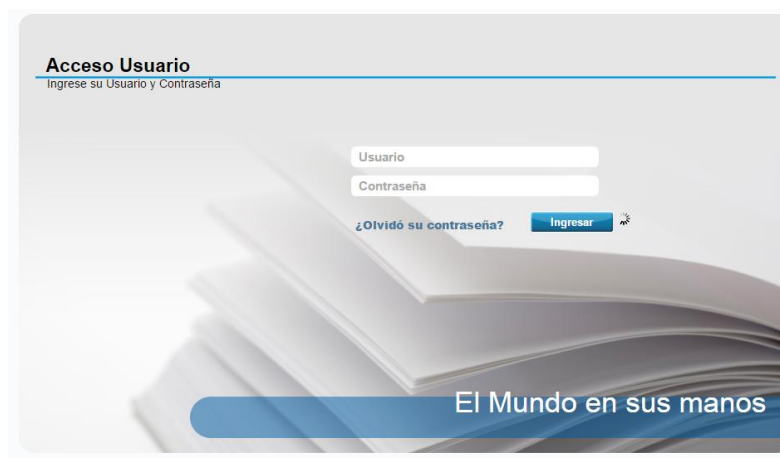 Acceso Usuario
Ingrese su Usuario y Contraseña
Usuario
Contraseña
¿Olvidó su contraseña?
Ingresar
El Mundo en sus manos